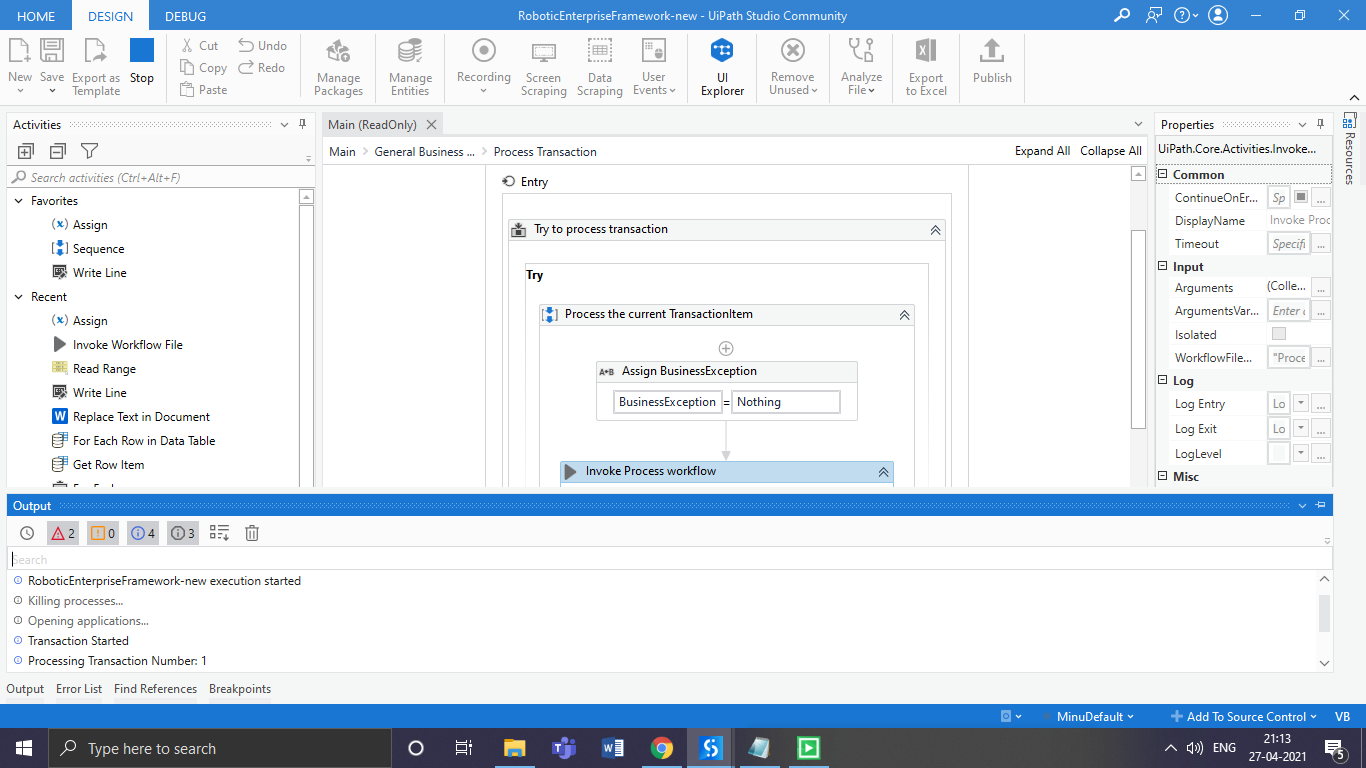 HOME DESIGN DEBUG RoboticEnterpriseFramework-new - UiPath Studio Community
New Save Export as Template Stop Cut Copy Paste Undo Redo Manage Packages Manage Entities Recording Screen Scraping Data Scraping User Events UI Explorer Remove Unused Analyze File Export to Excel Publish
Activities
Search activities (Ctrl+Alt+F)
Favorites
Assign
Sequence
Write Line
Recent
Assign
Invoke Workflow File
Read Range
Write Line
Replace Text in Document
For Each Row in Data Table
Get Row Item
Main (ReadOnly)
Main General Business ... Process Transaction Expand All Collapse All
Entry
Try to process transaction
Try
Process the current TransactionItem
A+B Assign BusinessException
BusinessException = Nothing
Invoke Process workflow
Properties
UiPath.Core.Activities.Invoke...
Common
ContinueOnEr... Sp ...
DisplayName Invoke Proc
Timeout Specifi ...
Input
Arguments (Colle... ...
ArgumentsVar... Enter ...
Isolated
WorkflowFile... "Proce ...
Log
Log Entry Lo ...
Log Exit Lo ...
LogLevel ...
Misc
Resources
Output
2 0 4 3
Search
RoboticEnterpriseFramework-new execution started
Killing processes...
Opening applications...
Transaction Started
Processing Transaction Number: 1
Output Error List Find References Breakpoints
MinuDefault Add To Source Control VB
Type here to search
ENG
21:13
27-04-2021
5